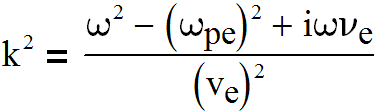 k² = (ω² − (ω_pe)² + iων_e) / (v_e)²